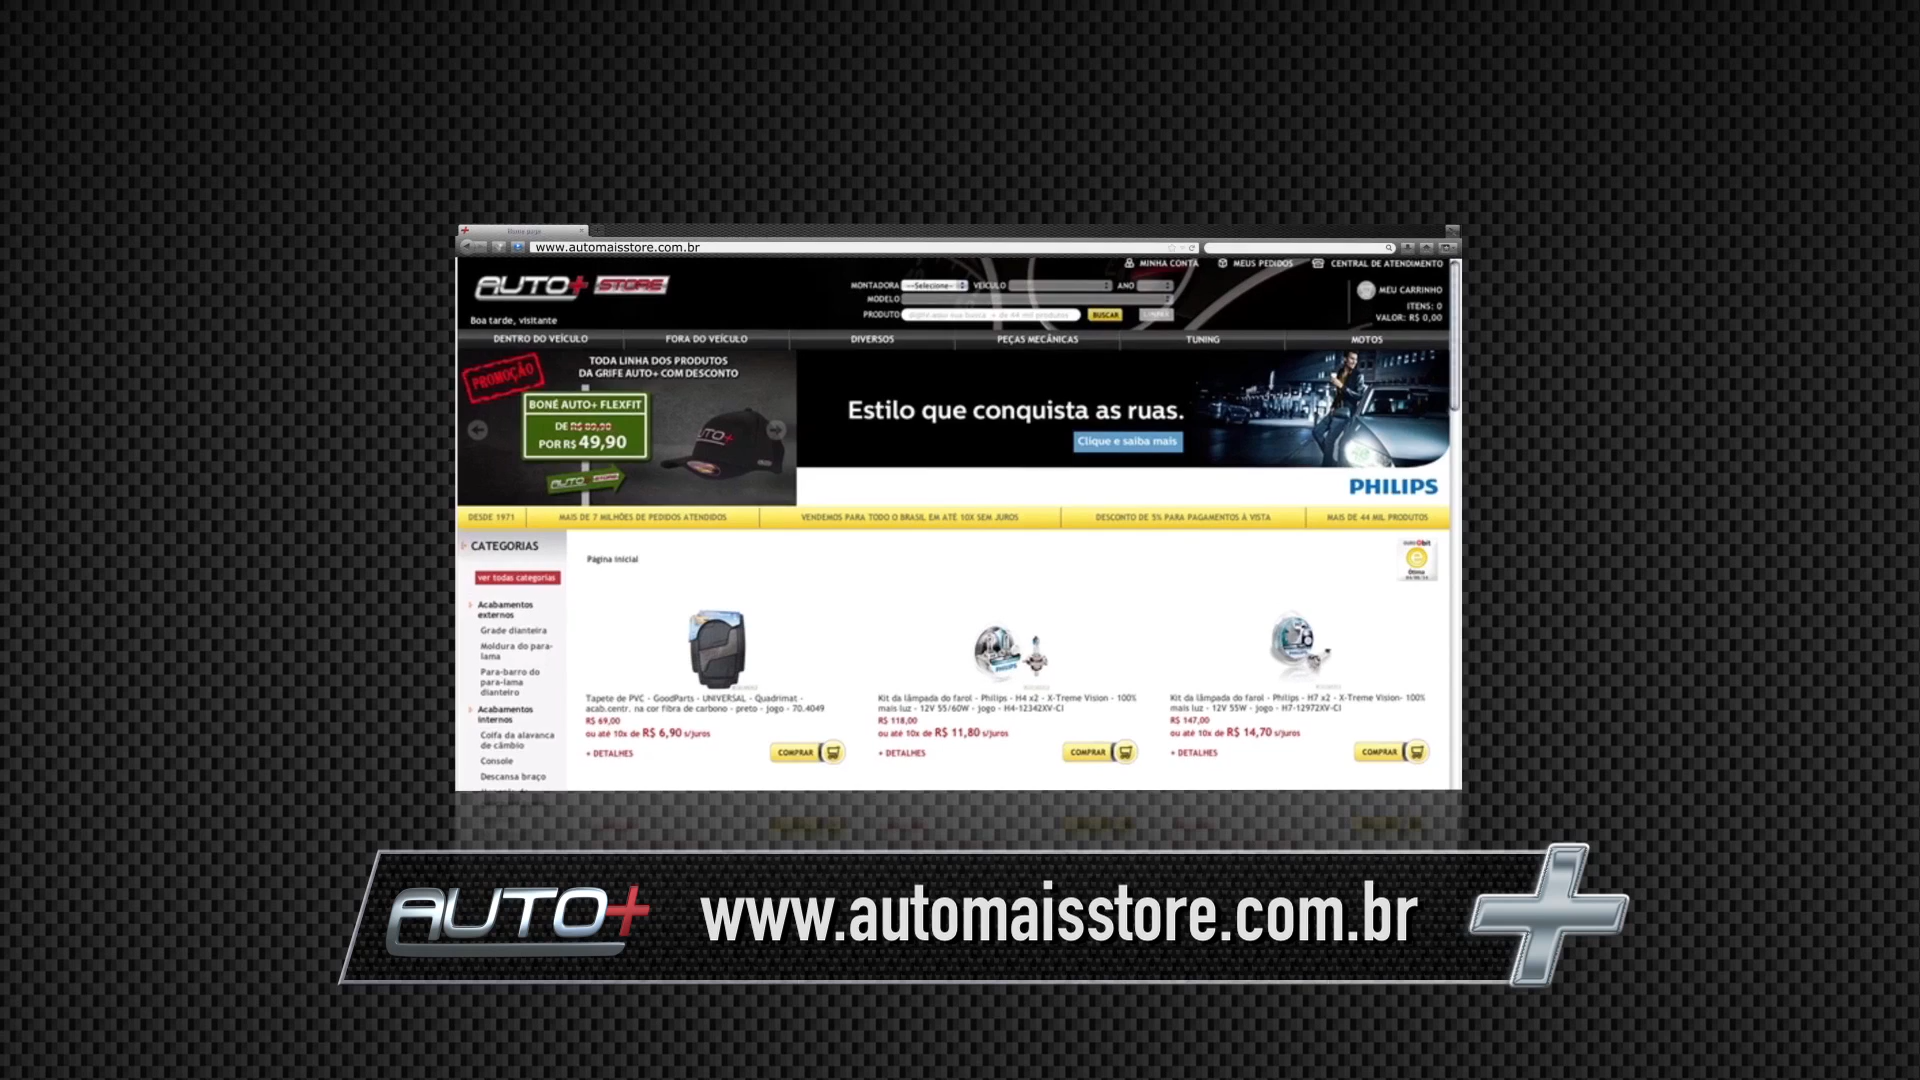 Home page
www.automaisstore.com.br
MINHA CONTA
MEUS PEDIDOS
CENTRAL DE ATENDIMENTO
AUTO+ STORE
MONTADORA --Selecione-- VEÍCULO ANO
MODELO
PRODUTO BUSCAR
MEU CARRINHO
ITENS: 0
VALOR: R$ 0,00
Boa tarde, visitante
DENTRO DO VEÍCULO
FORA DO VEÍCULO
DIVERSOS
PEÇAS MECÂNICAS
TUNING
MOTOS
PROMOÇÃO
TODA LINHA DOS PRODUTOS
DA GRIFE AUTO+ COM DESCONTO
BONÉ AUTO+ FLEXFIT
DE R$ 89,90
POR R$ 49,90
AUTO+ STORE
Estilo que conquista as ruas.
Clique e saiba mais
PHILIPS
DESDE 1971
MAIS DE 7 MILHÕES DE PEDIDOS ATENDIDOS
VENDEMOS PARA TODO O BRASIL EM ATÉ 10X SEM JUROS
DESCONTO DE 5% PARA PAGAMENTOS À VISTA
MAIS DE 44 MIL PRODUTOS
CATEGORIAS
ver todas categorias
Acabamentos
externos
Grade dianteira
Moldura do para-
lama
Para-barro do
para-lama
dianteiro
Acabamentos
internos
Coifa da alavanca
de câmbio
Console
Descansa braço
Página Inicial
Tapete de PVC - GoodParts - UNIVERSAL - Quadrimat -
acab.centr. na cor fibra de carbono - preto - jogo - 70.4049
R$ 69,00
ou até 10x de R$ 6,90 s/juros
+ DETALHES
COMPRAR
Kit da lâmpada do farol - Philips - H4 x2 - X-Treme Vision - 100%
mais luz - 12V 55/60W - jogo - H4-12342XV-CI
R$ 118,00
ou até 10x de R$ 11,80 s/juros
+ DETALHES
COMPRAR
Kit da lâmpada do farol - Philips - H7 x2 - X-Treme Vision- 100%
mais luz - 12V 55W - jogo - H7-12972XV-CI
R$ 147,00
ou até 10x de R$ 14,70 s/juros
+ DETALHES
COMPRAR
AUTO+ www.automaisstore.com.br